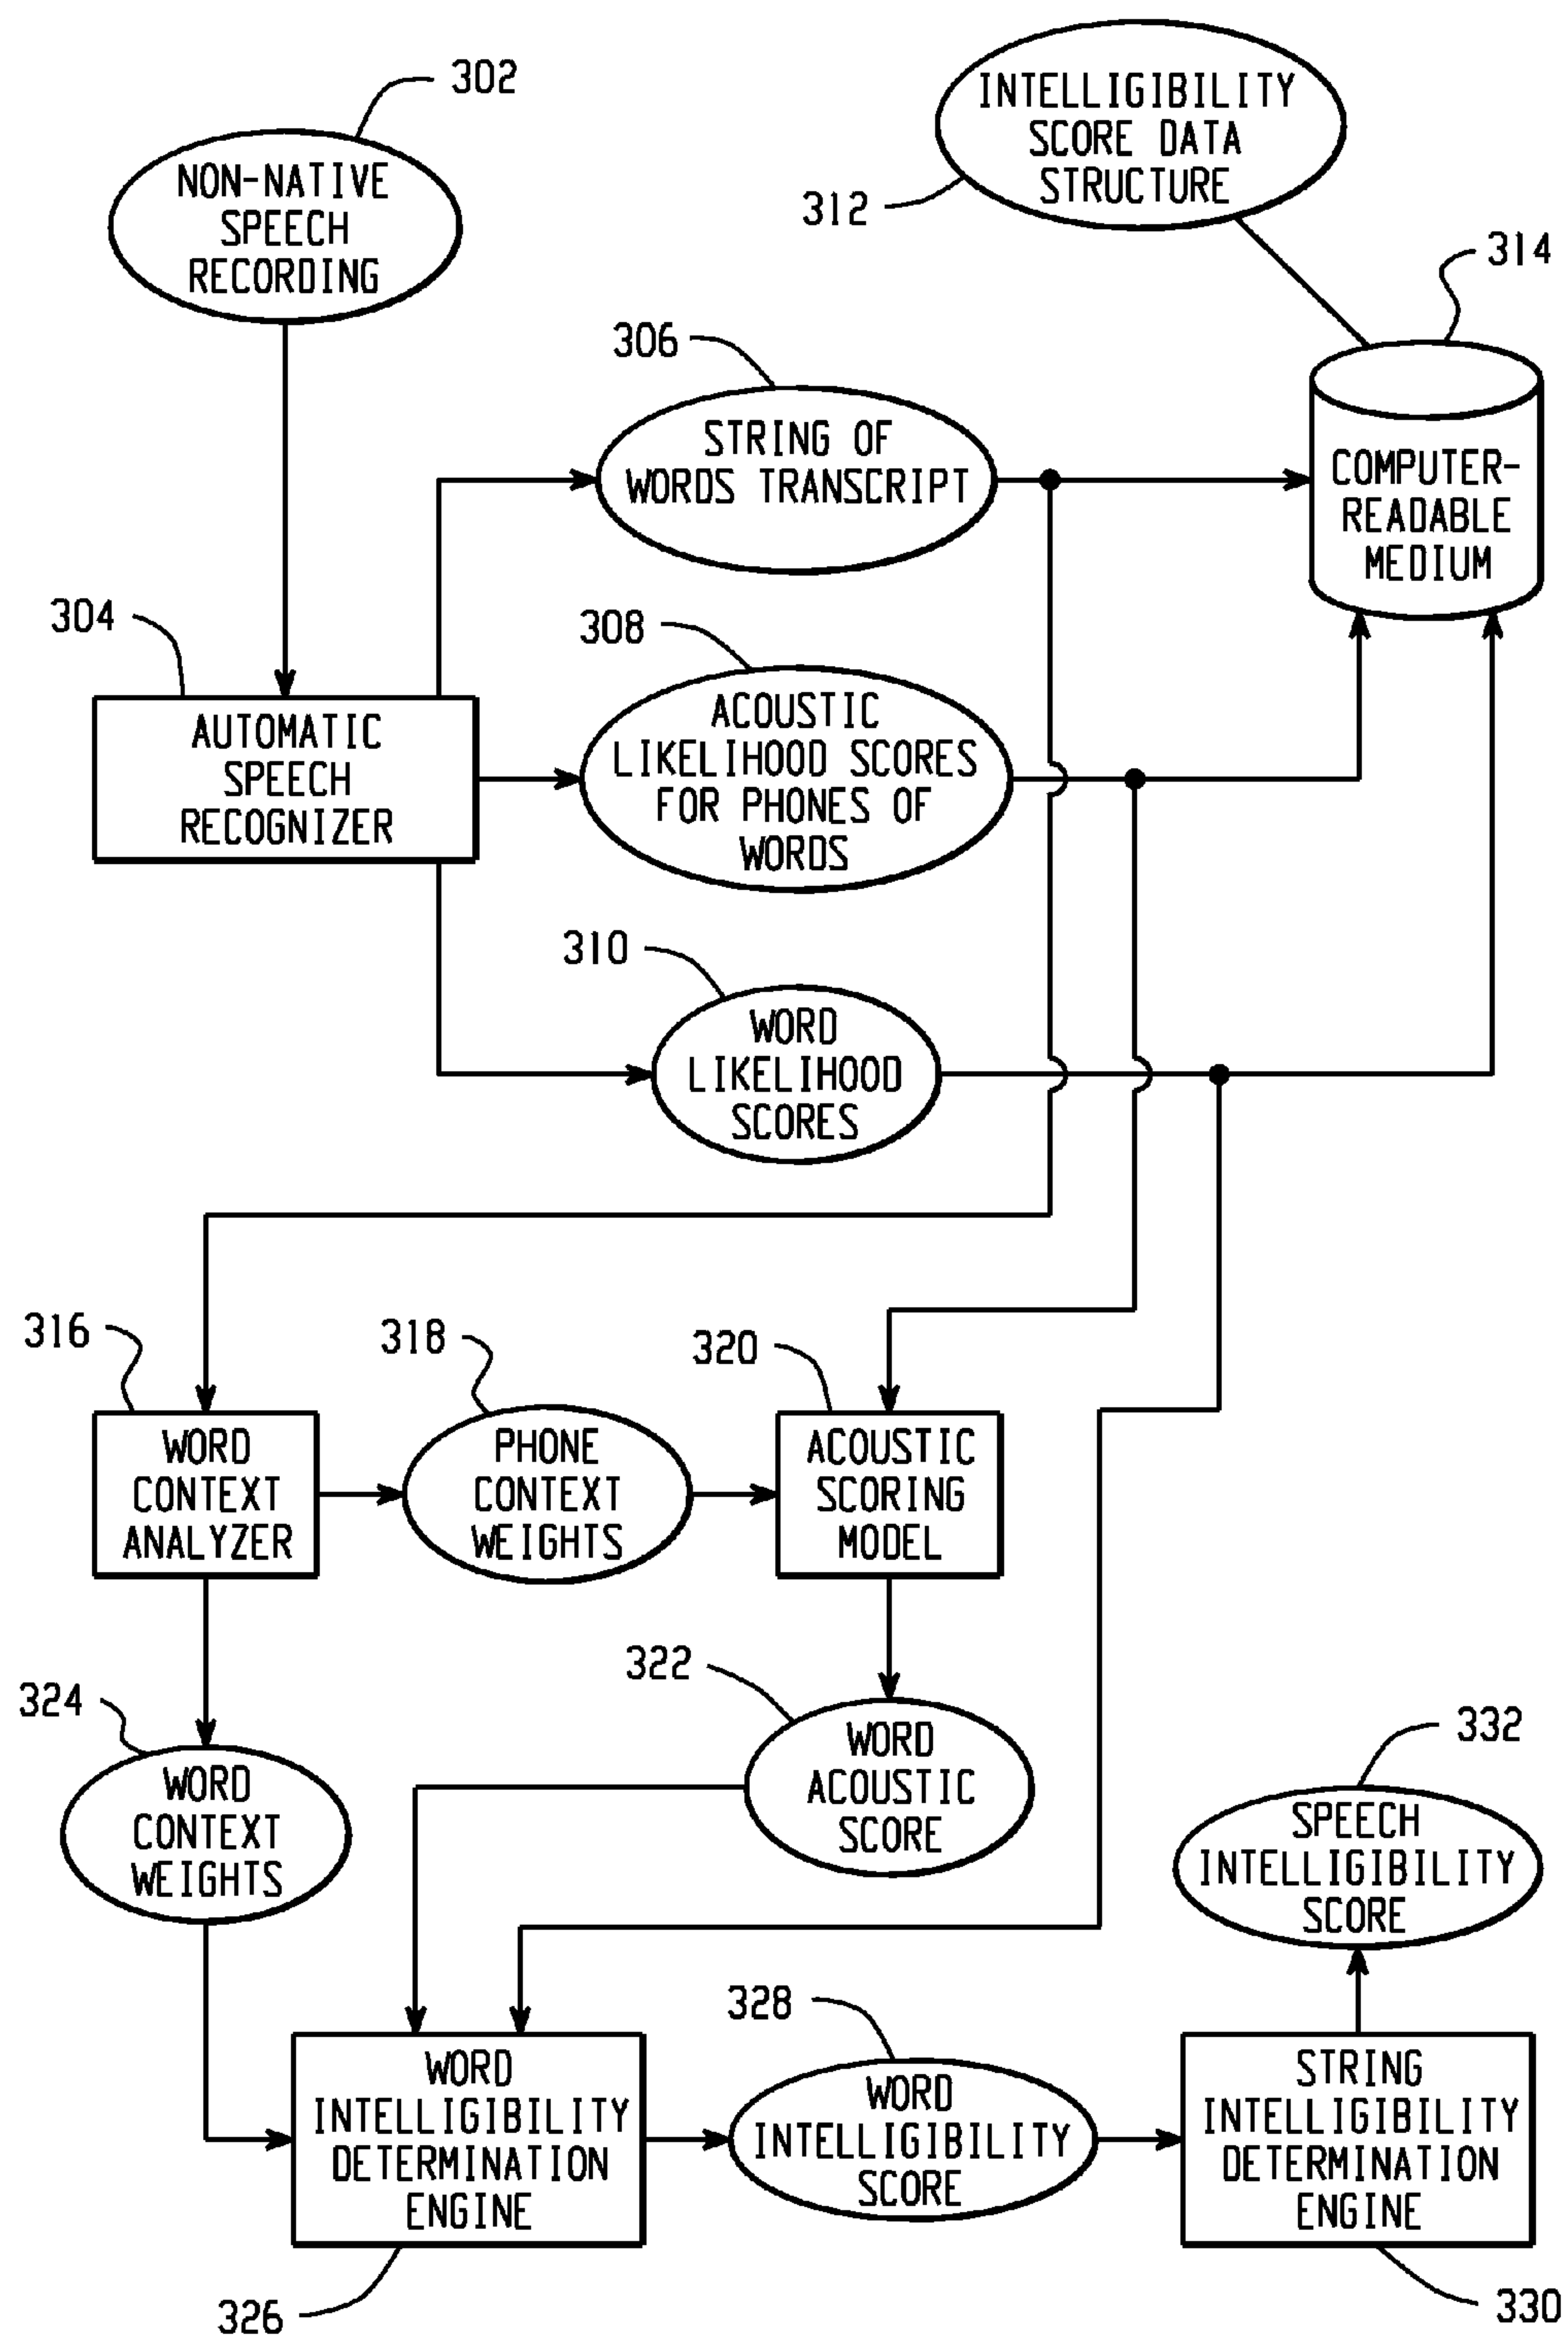 302
NON-NATIVE
SPEECH
RECORDING
INTELLIGIBILITY
SCORE DATA
STRUCTURE
312
314
306
STRING OF
WORDS TRANSCRIPT
COMPUTER-
READABLE
MEDIUM
304
AUTOMATIC
SPEECH
RECOGNIZER
308
ACOUSTIC
LIKELIHOOD SCORES
FOR PHONES OF
WORDS
310
WORD
LIKELIHOOD
SCORES
316
WORD
CONTEXT
ANALYZER
318
PHONE
CONTEXT
WEIGHTS
320
ACOUSTIC
SCORING
MODEL
322
WORD
ACOUSTIC
SCORE
324
WORD
CONTEXT
WEIGHTS
332
SPEECH
INTELLIGIBILITY
SCORE
WORD
INTELLIGIBILITY
DETERMINATION
ENGINE
326
328
WORD
INTELLIGIBILITY
SCORE
STRING
INTELLIGIBILITY
DETERMINATION
ENGINE
330